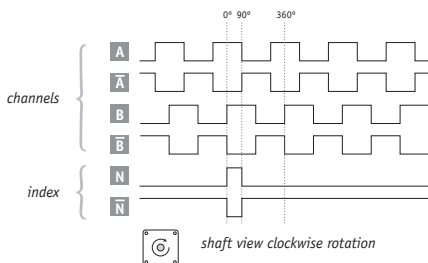 0° 90° 360°
A
A̅
channels
B
B̅
N
index
N̅
shaft view clockwise rotation